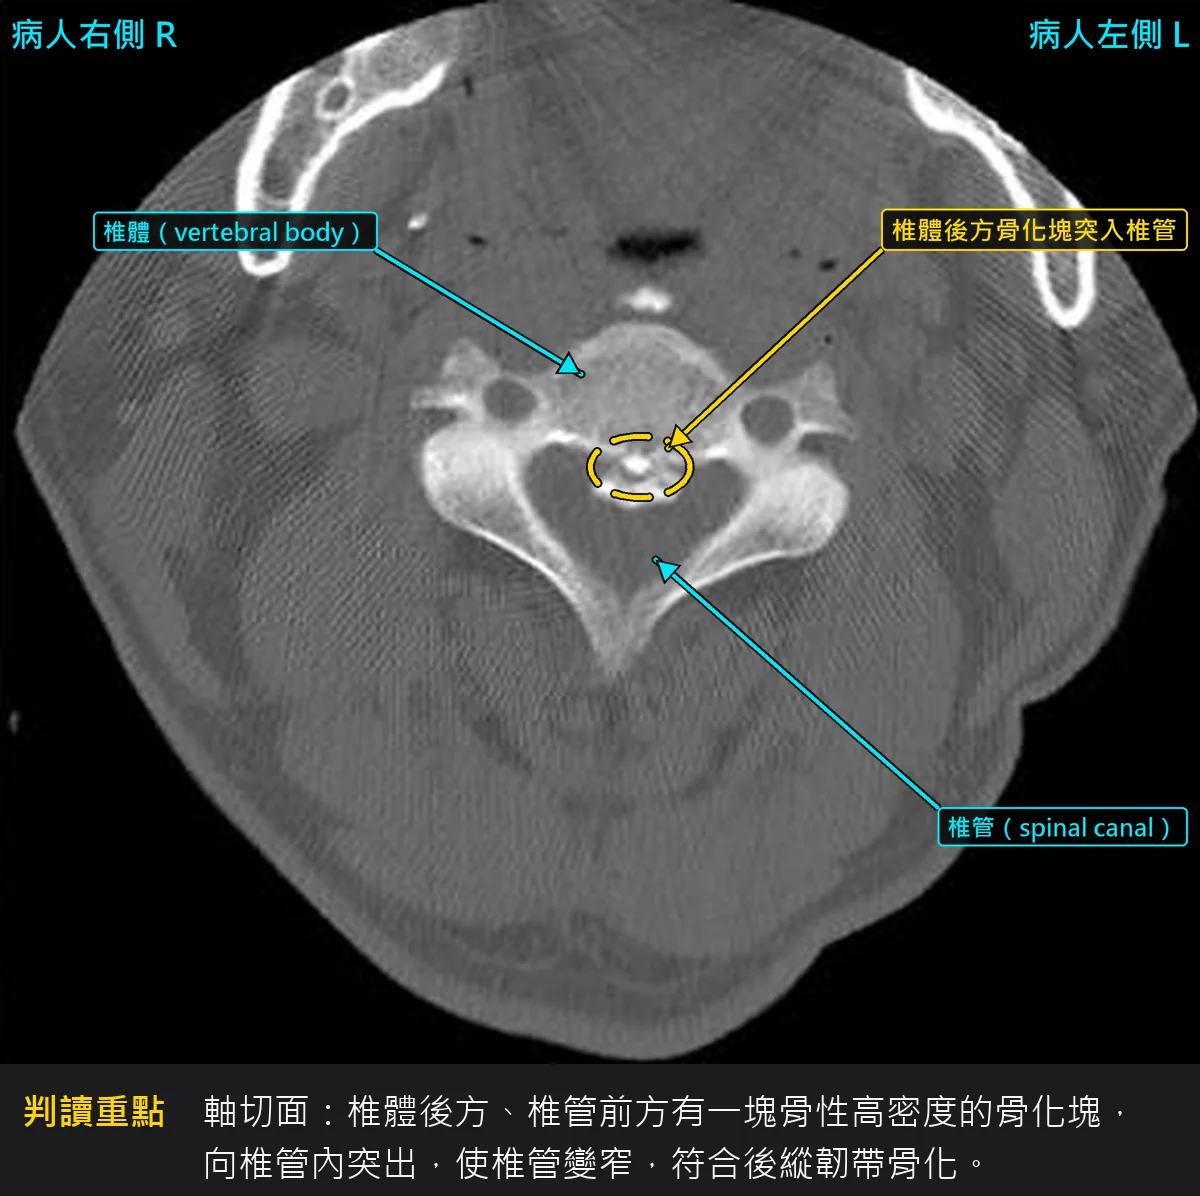 病人右側 R
病人左側 L
椎體（vertebral body）
椎體後方骨化塊突入椎管
椎管（spinal canal）
判讀重點 軸切面：椎體後方、椎管前方有一塊骨性高密度的骨化塊，
向椎管內突出，使椎管變窄，符合後縱韌帶骨化。